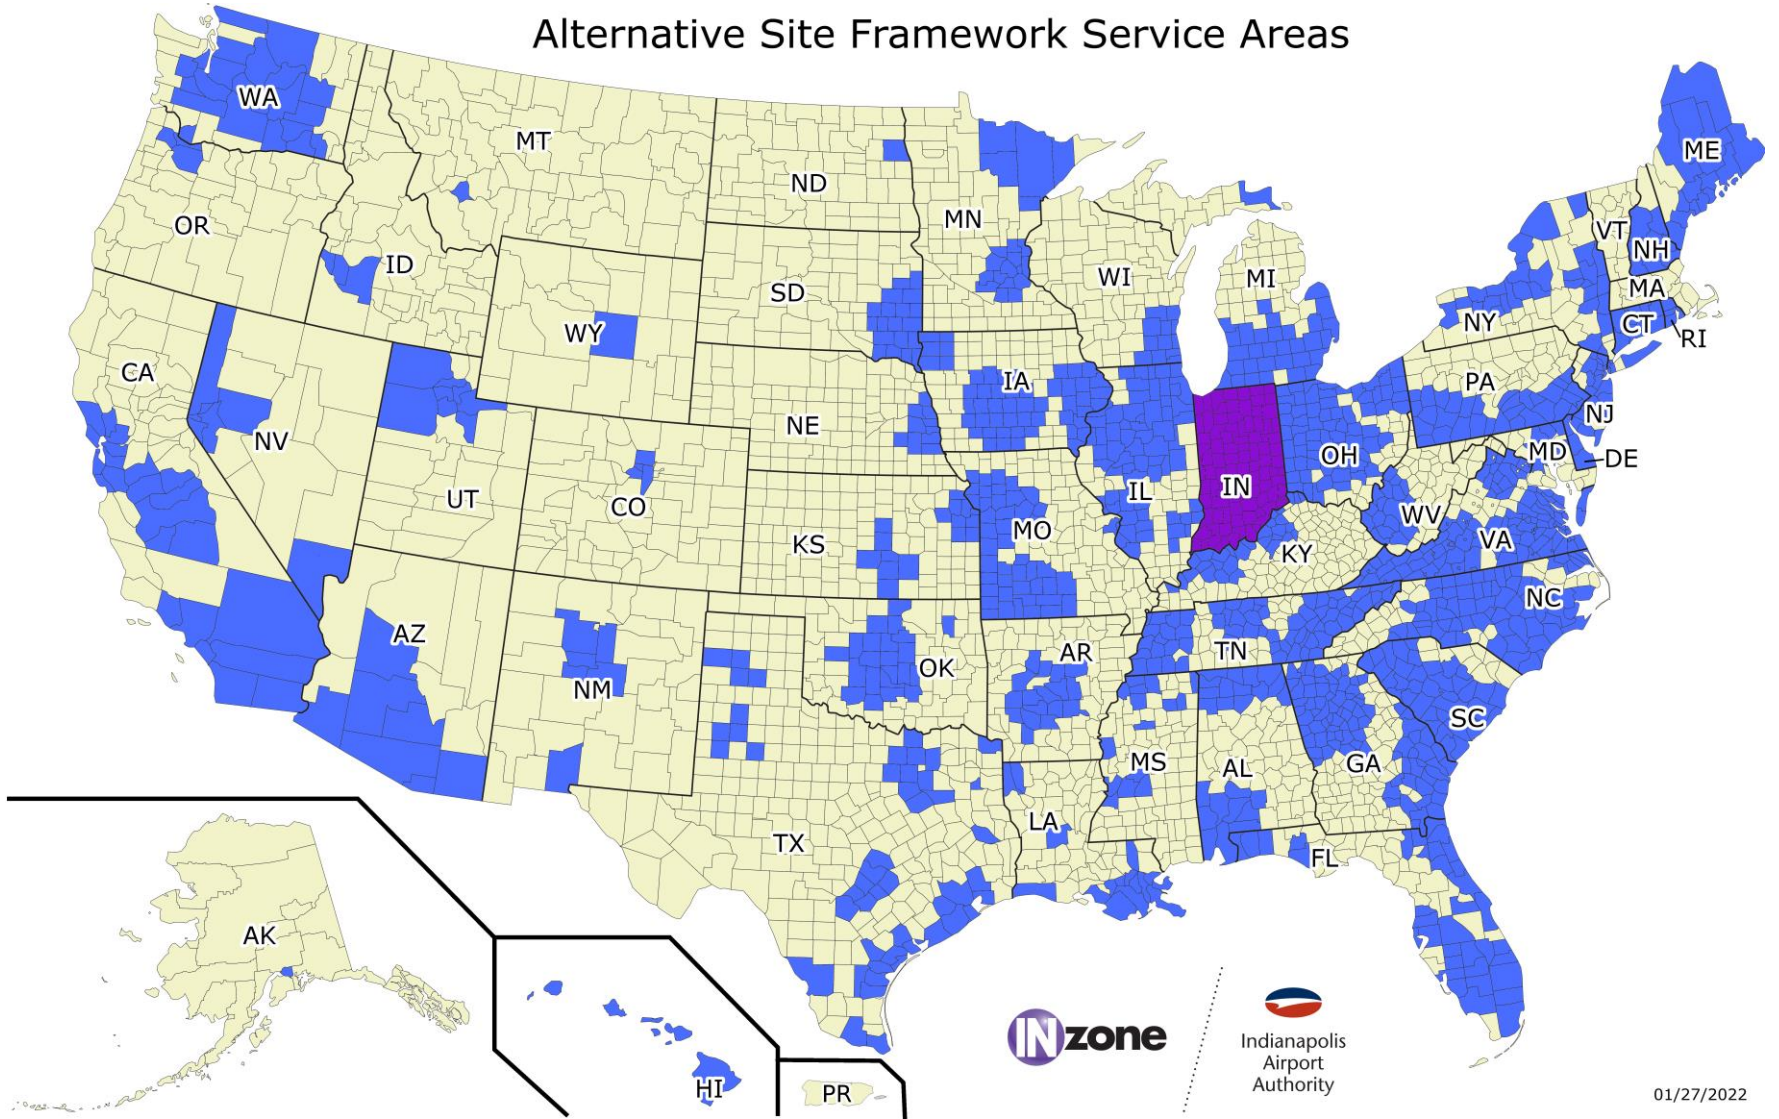 Alternative Site Framework Service Areas
WA
MT
ND
MN
ME
OR
ID
SD
WI
MI
VT
NH
MA
NY
CT
RI
WY
CA
IA
PA
NJ
NV
NE
OH
MD
DE
UT
CO
IL
IN
WV
KS
MO
KY
VA
NC
AZ
NM
OK
AR
TN
SC
MS
AL
GA
TX
LA
FL
AK
HI
PR
INzone
Indianapolis
Airport
Authority
01/27/2022